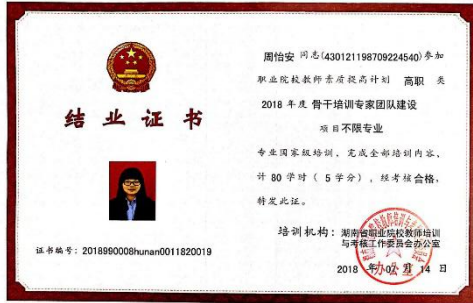 结业证书
证书编号：2018990008hunan0011820019
周怡安 同志(430121198709224540)参加
职业院校教师素质提高计划 高职 类
2018 年度 骨干培训专家团队建设
项目不限专业
专业国家级培训、完成全部培训内容、
计 80 学时（ 5 学分），经考核合格，
特发此证。
培训机构：湖南省职业院校教师培训
与考核工作委员会办公室
2018 年 07 月 14 日
办公室